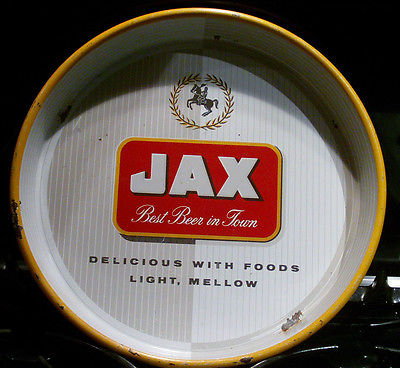 JAX
Best Beer in Town
DELICIOUS WITH FOODS
LIGHT, MELLOW